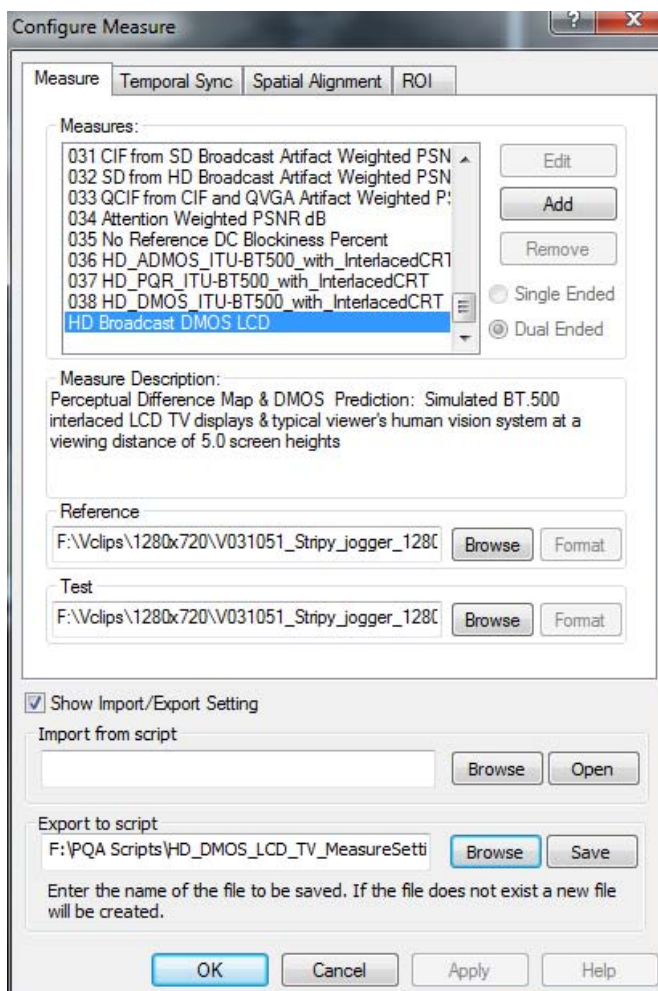 Configure Measure
?
X
Measure
Temporal Sync
Spatial Alignment
ROI
Measures:
031 CIF from SD Broadcast Artifact Weighted PSN
032 SD from HD Broadcast Artifact Weighted PSN
033 QCIF from CIF and QVGA Artifact Weighted P
034 Attention Weighted PSNR dB
035 No Reference DC Blockiness Percent
036 HD_ADMOS_ITU-BT500_with_InterlacedCRT
037 HD_PQR_ITU-BT500_with_InterlacedCRT
038 HD_DMOS_ITU-BT500_with_InterlacedCRT
HD Broadcast DMOS LCD
Edit
Add
Remove
Single Ended
Dual Ended
Measure Description:
Perceptual Difference Map & DMOS Prediction: Simulated BT.500
interlaced LCD TV displays & typical viewer's human vision system at a
viewing distance of 5.0 screen heights
Reference
F:\Vclips\1280x720\V031051_Stripy_jogger_128
Browse
Format
Test
F:\Vclips\1280x720\V031051_Stripy_jogger_128
Browse
Format
Show Import/Export Setting
Import from script
Browse
Open
Export to script
F:\PQA Scripts\HD_DMOS_LCD_TV_MeasureSetti
Browse
Save
Enter the name of the file to be saved. If the file does not exist a new file
will be created.
OK
Cancel
Apply
Help